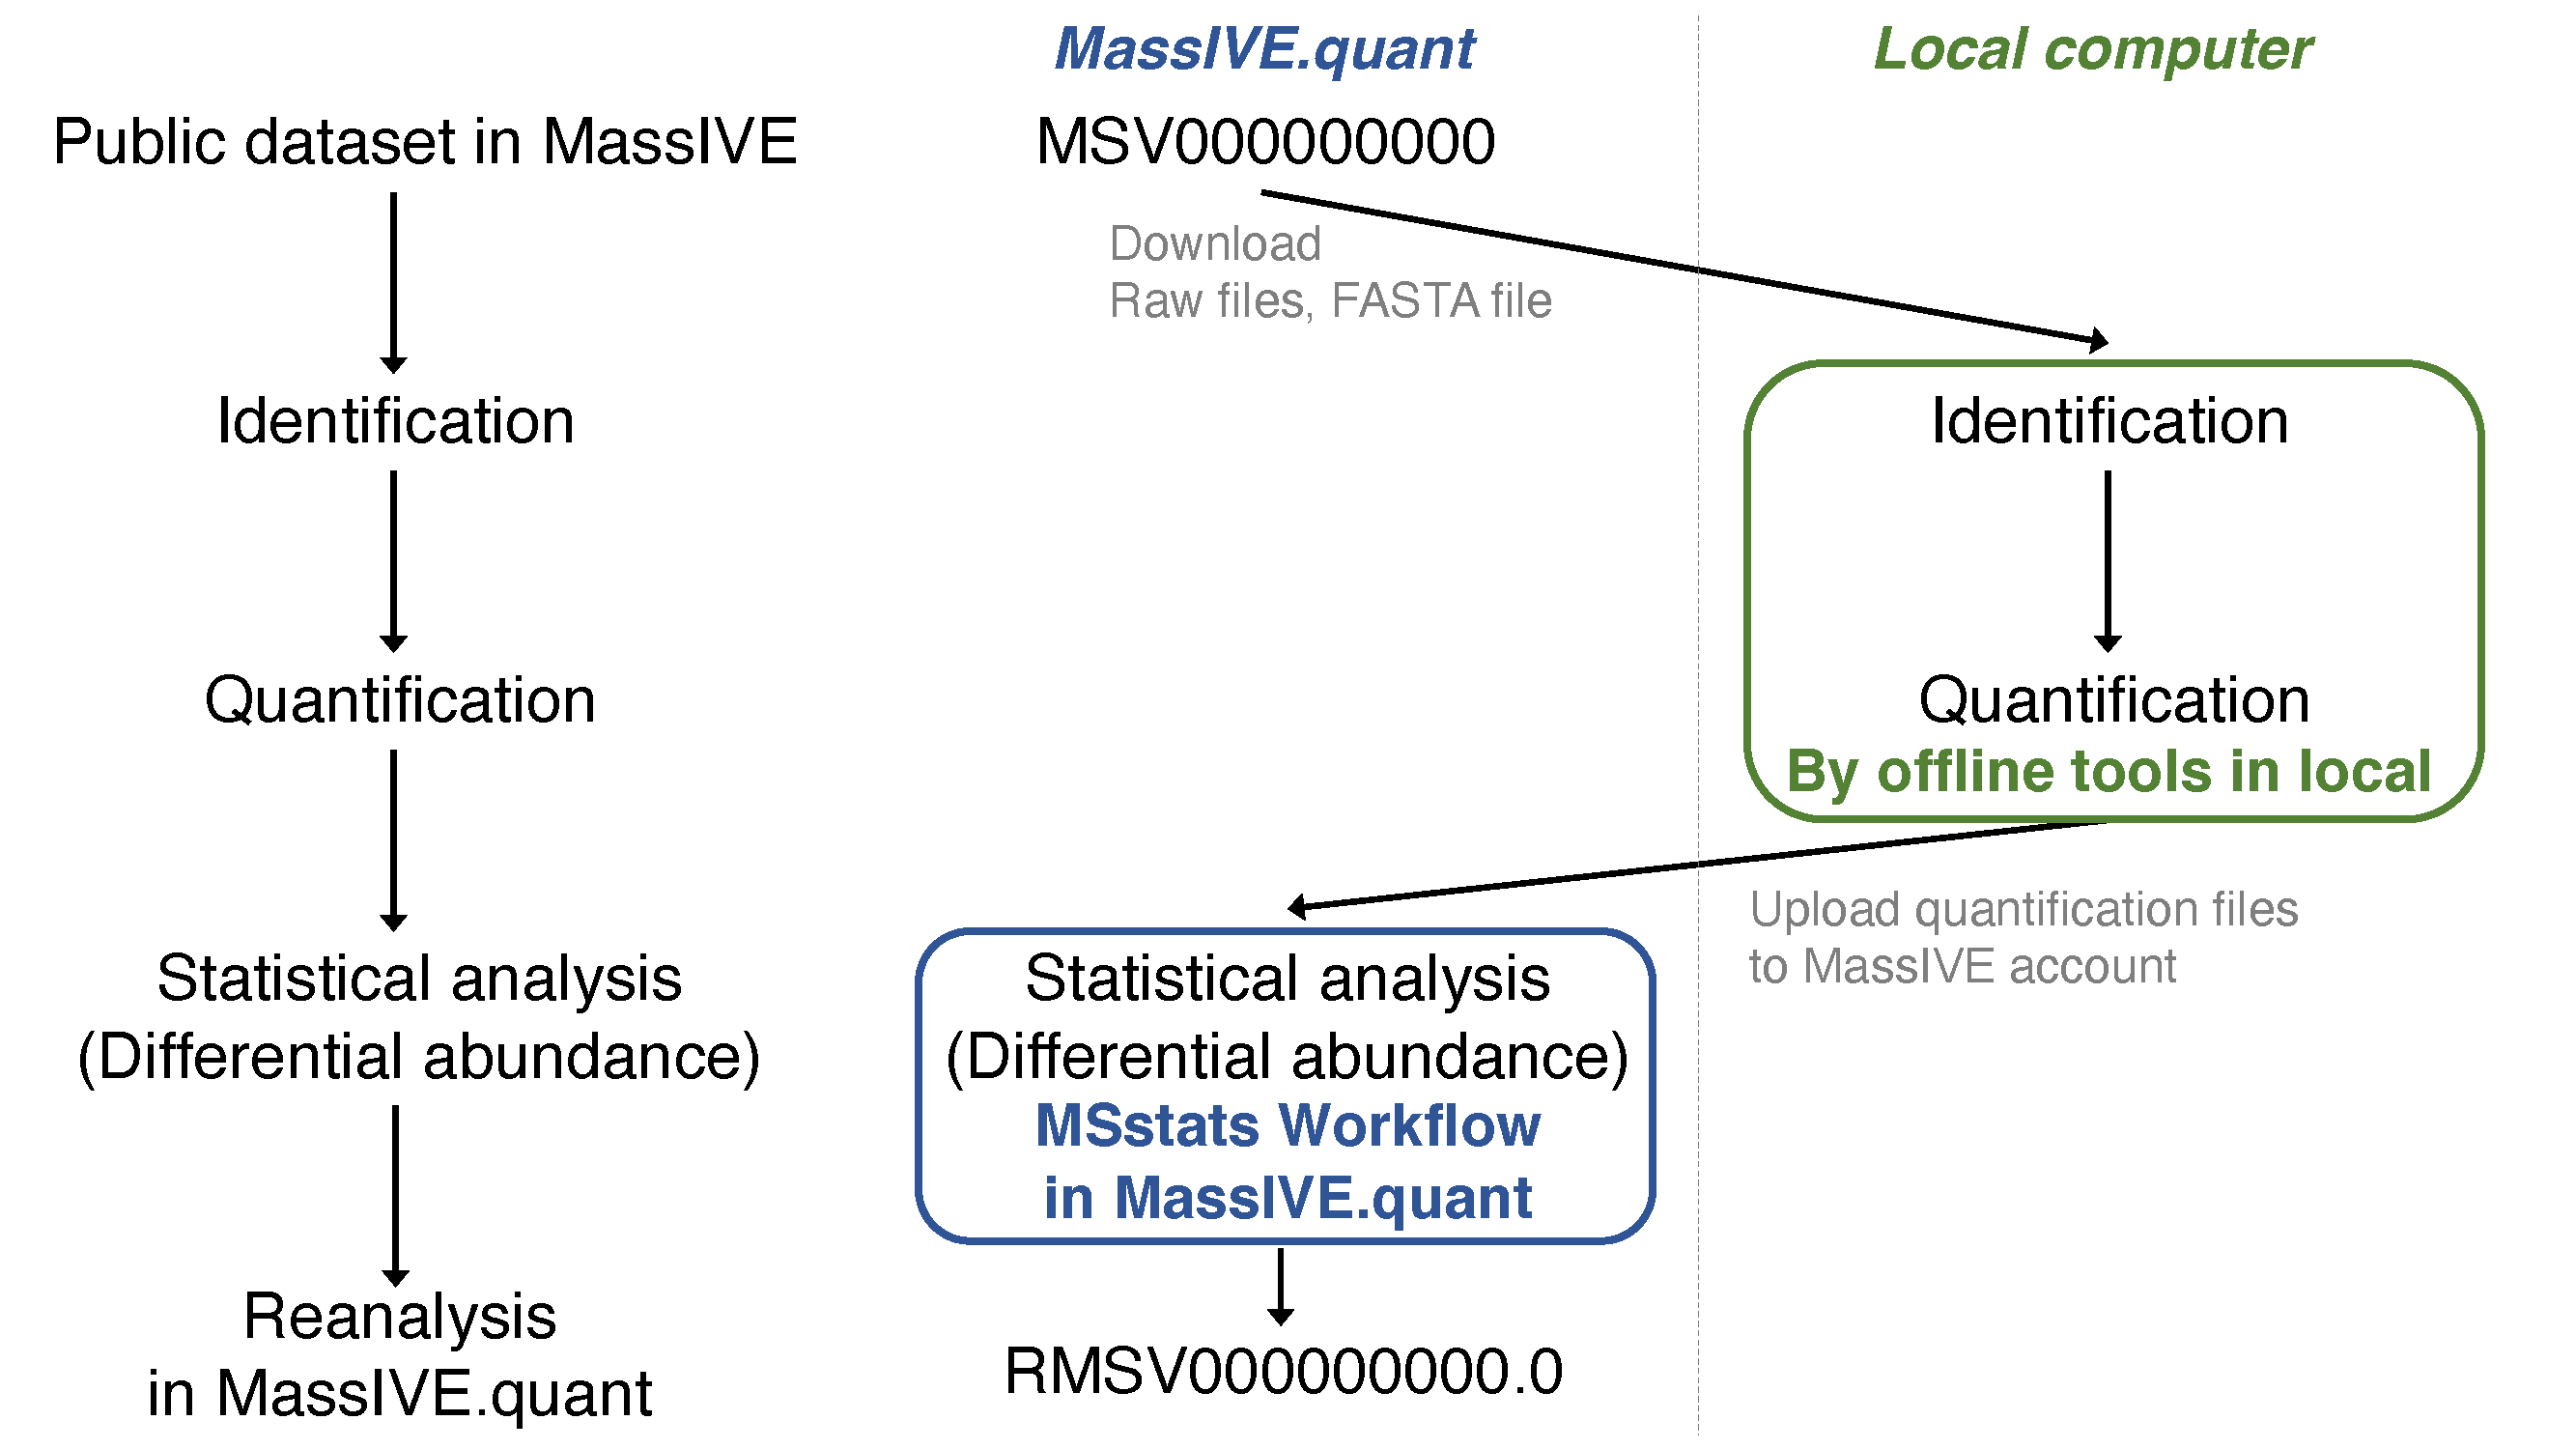 MassIVE.quant
Local computer
Public dataset in MassIVE
MSV000000000
Download
Raw files, FASTA file
Identification
Identification
Quantification
Quantification
By offline tools in local
Upload quantification files
to MassIVE account
Statistical analysis
(Differential abundance)
Statistical analysis
(Differential abundance)
MSstats Workflow
in MassIVE.quant
Reanalysis
in MassIVE.quant
RMSV000000000.0